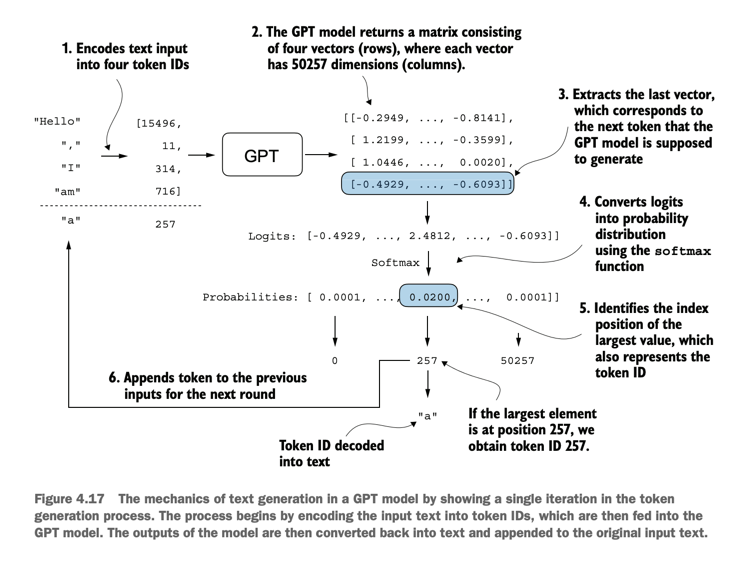 1. Encodes text input
into four token IDs
2. The GPT model returns a matrix consisting
of four vectors (rows), where each vector
has 50257 dimensions (columns).
3. Extracts the last vector,
which corresponds to
the next token that the
GPT model is supposed
to generate
"Hello" [15496,
"," 11,
"I" 314,
"am" 716]
"a" 257
GPT
[[-0.2949, ..., -0.8141],
[ 1.2199, ..., -0.3599],
[ 1.0446, ..., 0.0020],
[-0.4929, ..., -0.6093]]
4. Converts logits
into probability
distribution
using the softmax
function
Logits: [-0.4929, ..., 2.4812, ..., -0.6093]]
Softmax
Probabilities: [ 0.0001, ..., 0.0200, ..., 0.0001]]
5. Identifies the index
position of the
largest value, which
also represents the
token ID
0 257 50257
6. Appends token to the previous
inputs for the next round
"a"
If the largest element
is at position 257, we
obtain token ID 257.
Token ID decoded
into text
Figure 4.17 The mechanics of text generation in a GPT model by showing a single iteration in the token
generation process. The process begins by encoding the input text into token IDs, which are then fed into the
GPT model. The outputs of the model are then converted back into text and appended to the original input text.